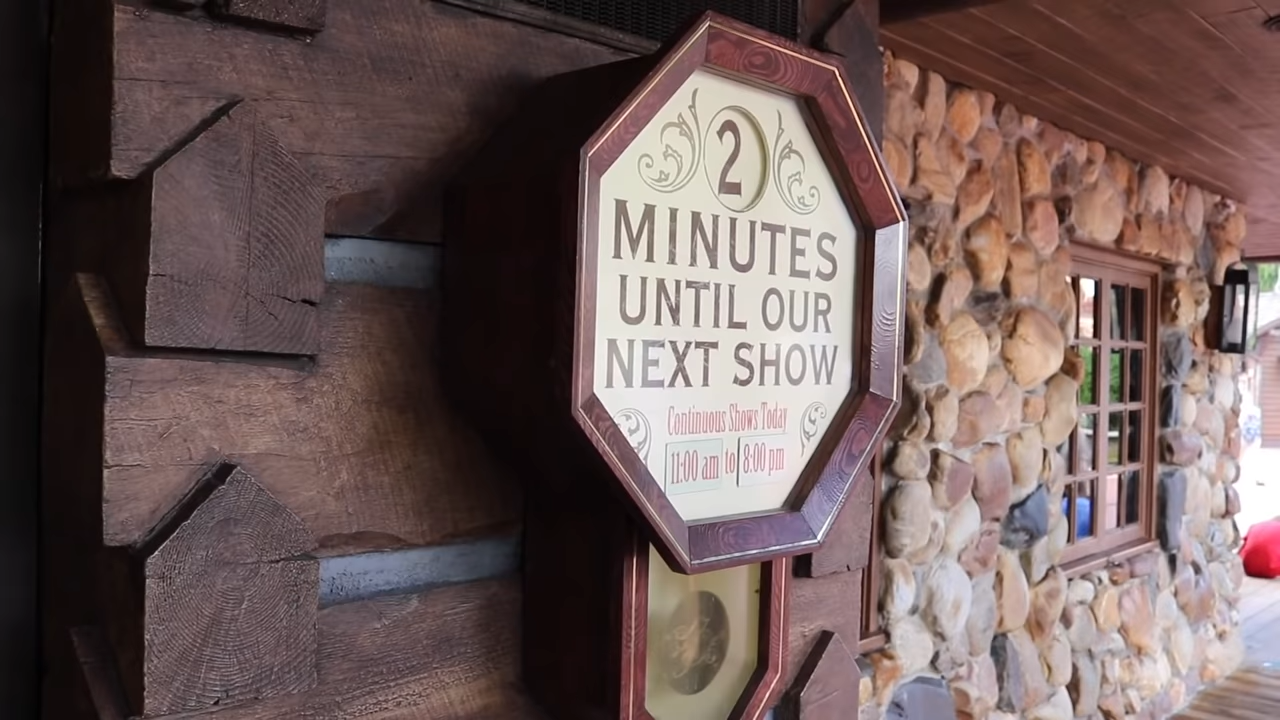 2
MINUTES
UNTIL OUR
NEXT SHOW
Continuous Shows Today
11:00 am to 8:00 pm